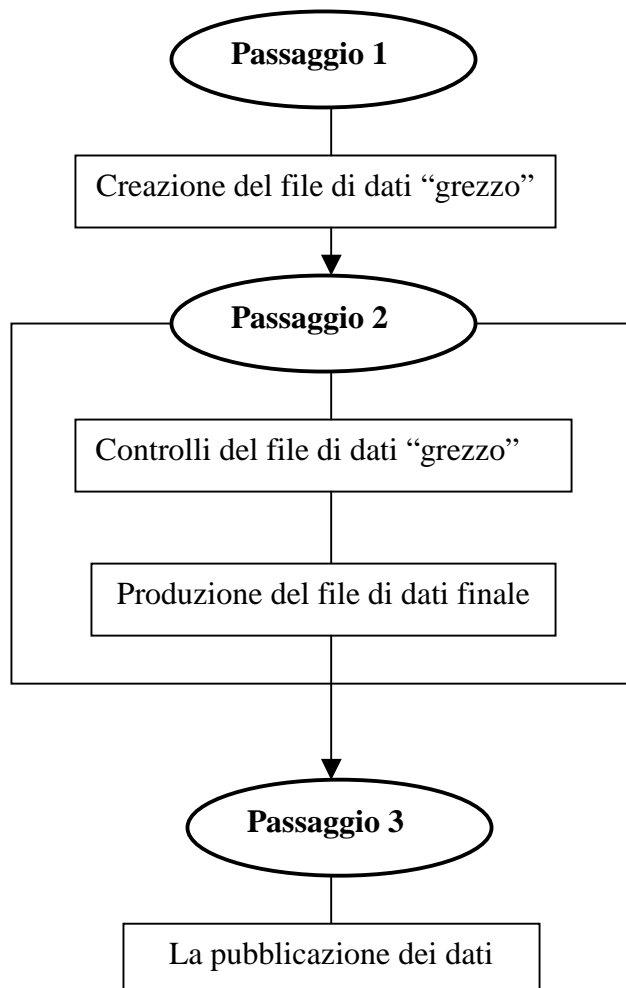 Passaggio 1
Creazione del file di dati “grezzo”
Passaggio 2
Controlli del file di dati “grezzo”
Produzione del file di dati finale
Passaggio 3
La pubblicazione dei dati